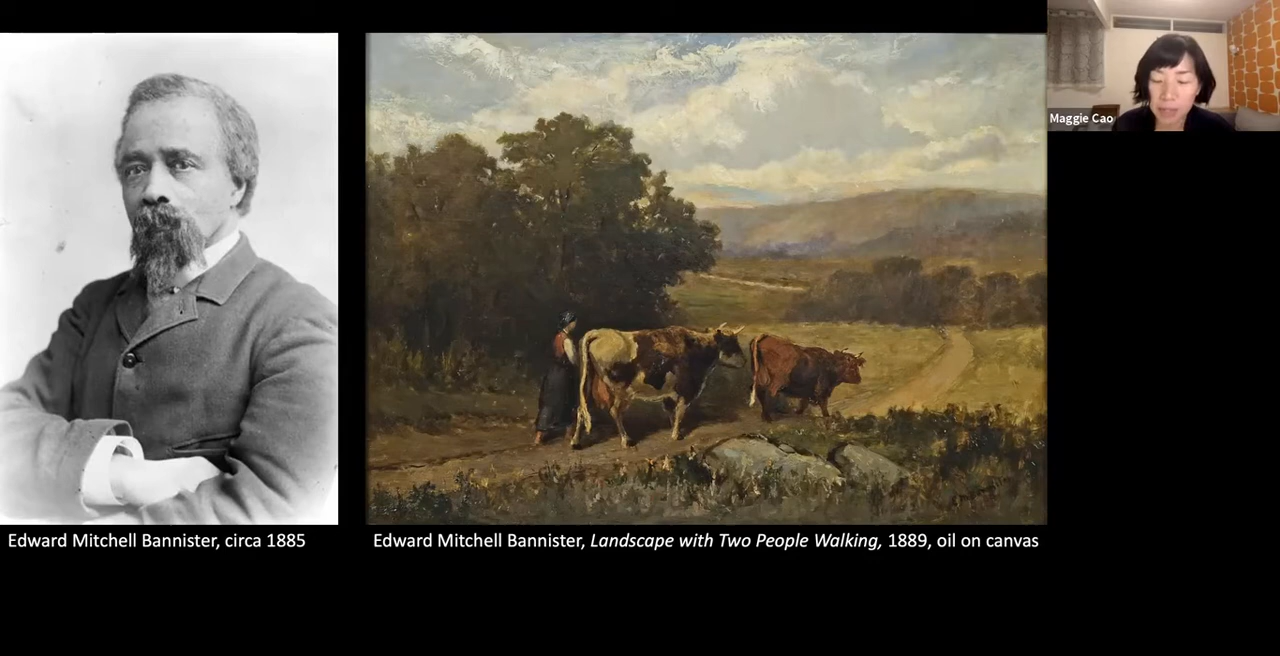 Maggie Cao
Edward Mitchell Bannister, circa 1885
Edward Mitchell Bannister, Landscape with Two People Walking, 1889, oil on canvas